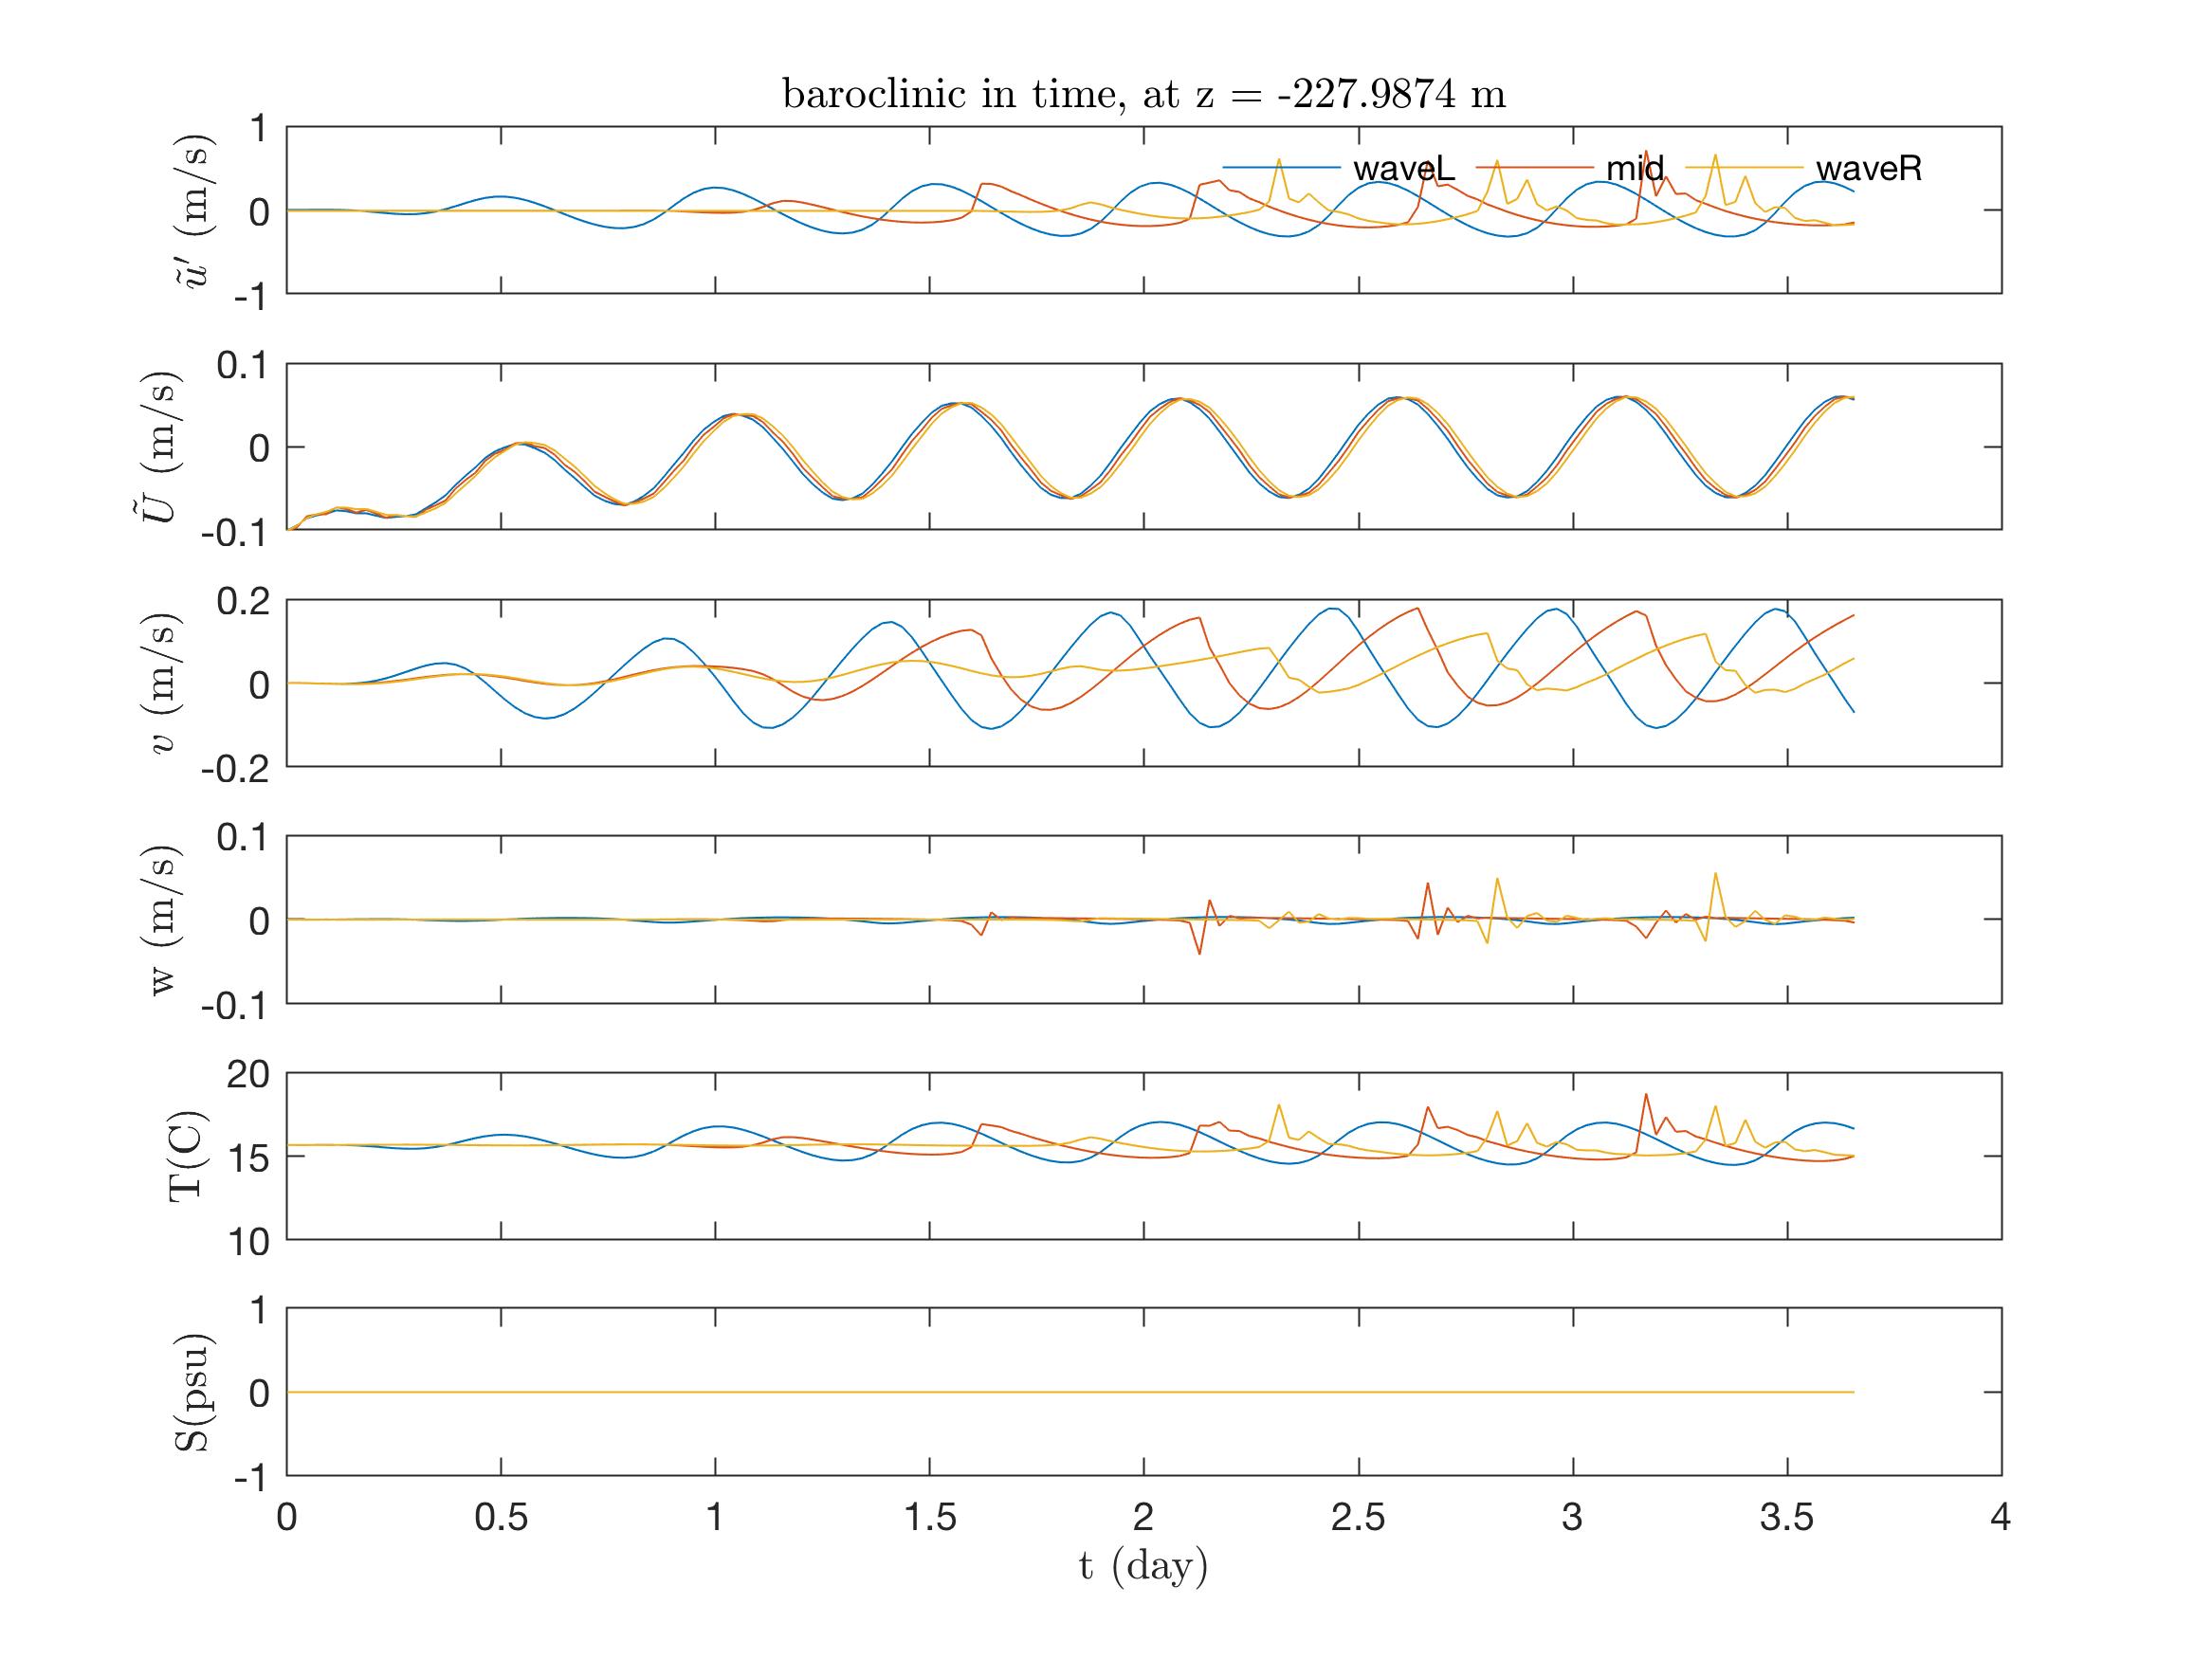 baroclinic in time, at z = -227.9874 m
1
0
-1
ũ′ (m/s)
waveL mid waveR
0.1
0
-0.1
Ũ (m/s)
0.2
0
-0.2
v (m/s)
0.1
0
-0.1
w (m/s)
20
15
10
T(C)
1
0
-1
S(psu)
0 0.5 1 1.5 2 2.5 3 3.5 4
t (day)